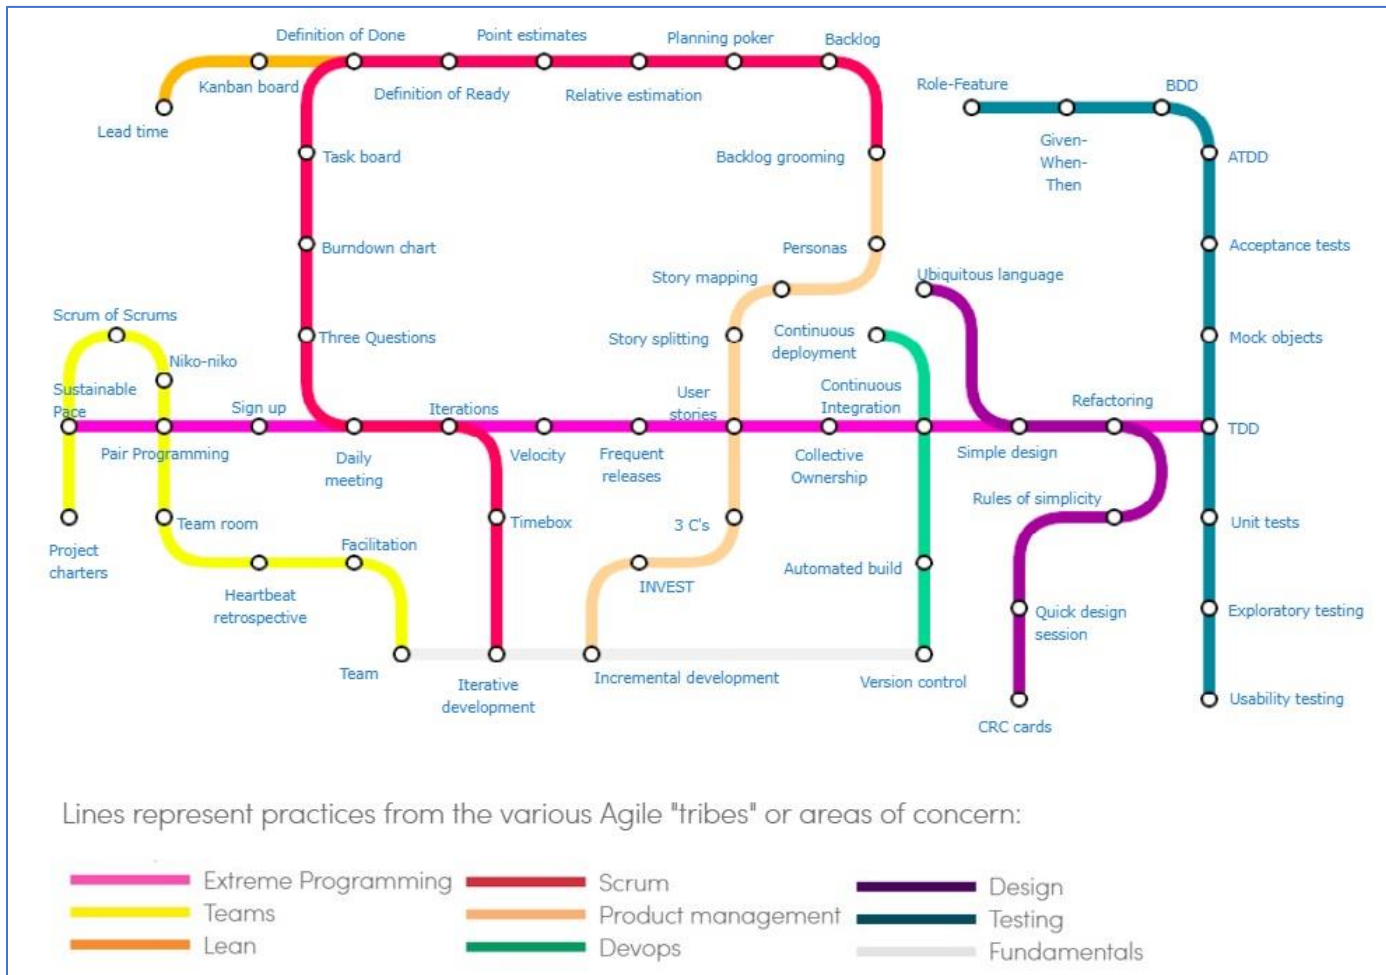 Definition of Done
Point estimates
Planning poker
Backlog
Kanban board
Definition of Ready
Relative estimation
Role-Feature
BDD
Lead time
Given-
When-
Then
Task board
Backlog grooming
ATDD
Burndown chart
Personas
Acceptance tests
Story mapping
Ubiquitous language
Scrum of Scrums
Three Questions
Story splitting
Continuous
deployment
Mock objects
Niko-niko
Sustainable
Pace
Sign up
Iterations
User
stories
Continuous
Integration
Refactoring
Pair Programming
Daily
meeting
Velocity
Frequent
releases
Collective
Ownership
Simple design
TDD
Rules of simplicity
Project
charters
Team room
Timebox
3 C's
Unit tests
Facilitation
Heartbeat
retrospective
INVEST
Automated build
Quick design
session
Exploratory testing
Team
Iterative
development
Incremental development
Version control
CRC cards
Usability testing
Lines represent practices from the various Agile "tribes" or areas of concern:
Extreme Programming
Scrum
Design
Teams
Product management
Testing
Lean
Devops
Fundamentals